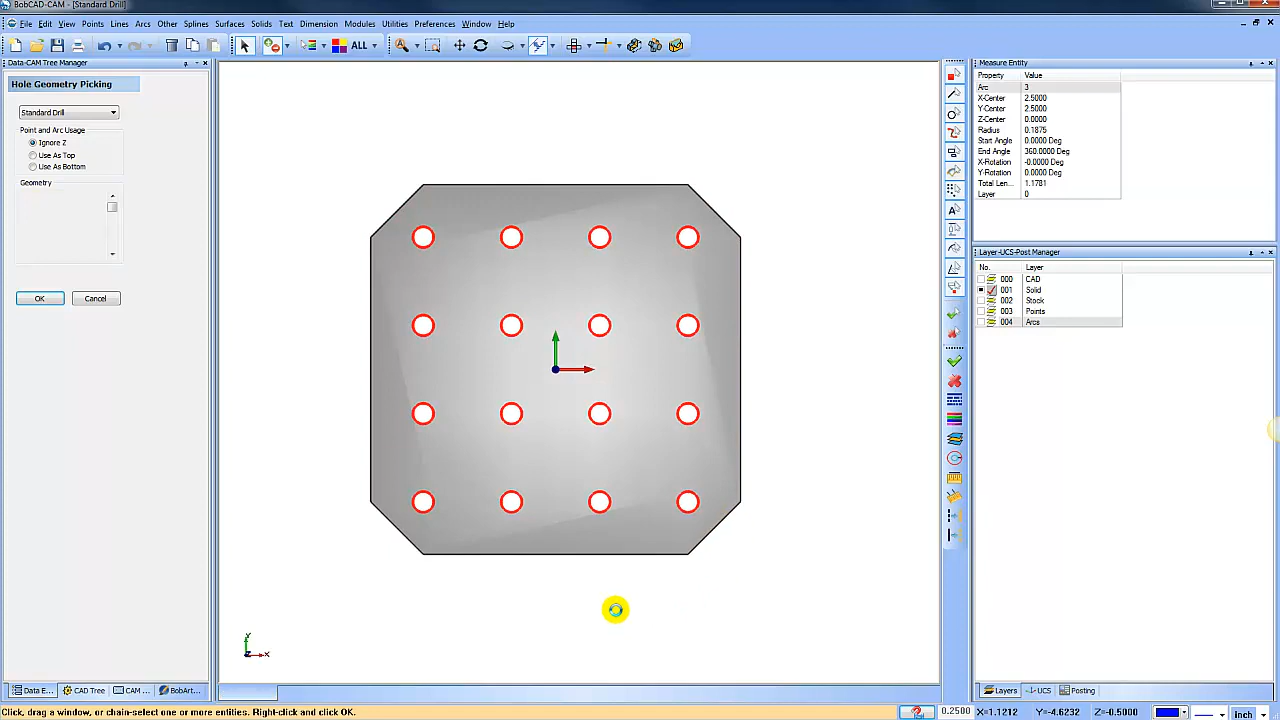 BobCAD-CAM - [Standard Drill]
File Edit View Points Lines Arcs Other Splines Surfaces Solids Text Dimension Modules Utilities Preferences Window Help
ALL
Data-CAM Tree Manager
Hole Geometry Picking
Standard Drill
Point and Arc Usage
Ignore Z
Use As Top
Use As Bottom
Geometry
OK Cancel
Y
X
Z
Data E... CAD Tree CAM ... BobArt...
Click, drag a window, or chain-select one or more entities. Right-click and click OK.
Measure Entity
Property Value
Arc 3
X-Center 2.5000
Y-Center 2.5000
Z-Center 0.0000
Radius 0.1875
Start Angle 0.0000 Deg
End Angle 360.0000 Deg
X-Rotation -0.0000 Deg
Y-Rotation 0.0000 Deg
Total Len... 1.1781
Layer 0
Layer-UCS-Post Manager
No. Layer
000 CAD
001 Solid
002 Stock
003 Points
004 Arcs
Layers UCS Posting
0.2500 X=1.1212 Y=-4.6232 Z=-0.5000 Inch